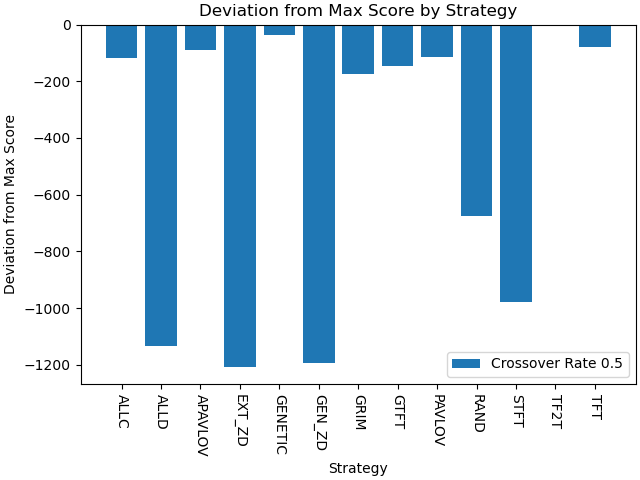 Deviation from Max Score by Strategy
Deviation from Max Score
0
−200
−400
−600
−800
−1000
−1200
Crossover Rate 0.5
ALLC
ALLD
APAVLOV
EXT_ZD
GENETIC
GEN_ZD
GRIM
GTFT
PAVLOV
RAND
STFT
TF2T
TFT
Strategy